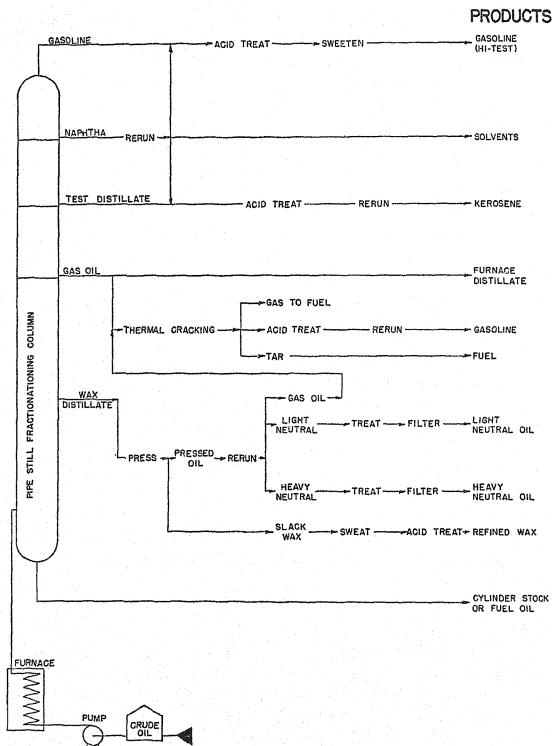 PRODUCTS
GASOLINE
ACID TREAT
SWEETEN
GASOLINE
(HI-TEST)
NAPHTHA
RERUN
SOLVENTS
TEST DISTILLATE
ACID TREAT
RERUN
KEROSENE
GAS OIL
FURNACE
DISTILLATE
GAS TO FUEL
THERMAL CRACKING
ACID TREAT
RERUN
GASOLINE
TAR
FUEL
PIPE STILL FRACTIONATIONING COLUMN
WAX
DISTILLATE
GAS OIL
LIGHT
NEUTRAL
TREAT
FILTER
LIGHT
NEUTRAL OIL
PRESS
PRESSED
OIL
RERUN
HEAVY
NEUTRAL
TREAT
FILTER
HEAVY
NEUTRAL OIL
SLACK
WAX
SWEAT
ACID TREAT
REFINED WAX
CYLINDER STOCK
OR FUEL OIL
FURNACE
PUMP
CRUDE
OIL